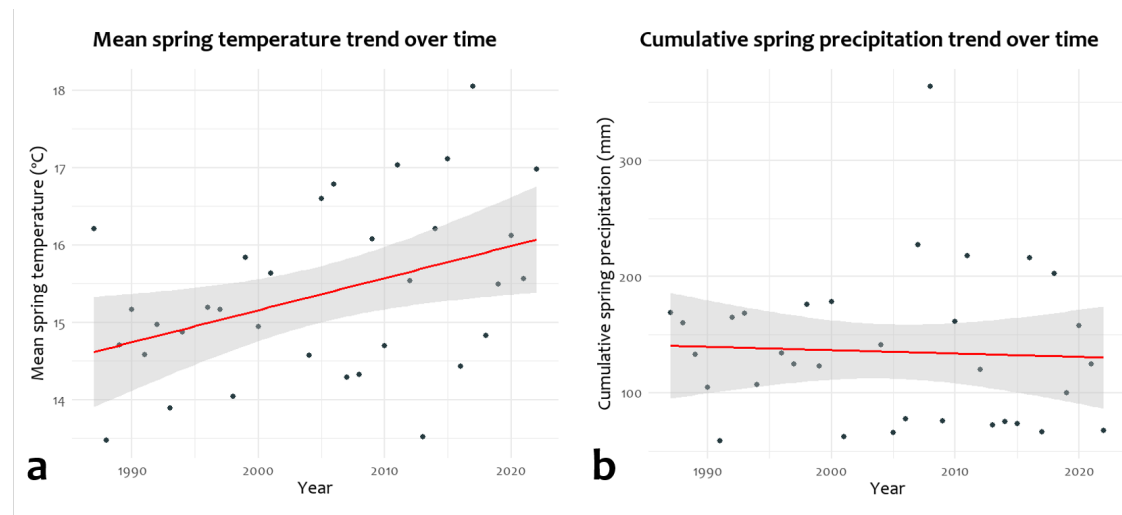 Mean spring temperature trend over time
Mean spring temperature (°C)
18
17
16
15
14
1990
2000
2010
2020
Year
a
Cumulative spring precipitation trend over time
Cumulative spring precipitation (mm)
300
200
100
1990
2000
2010
2020
Year
b